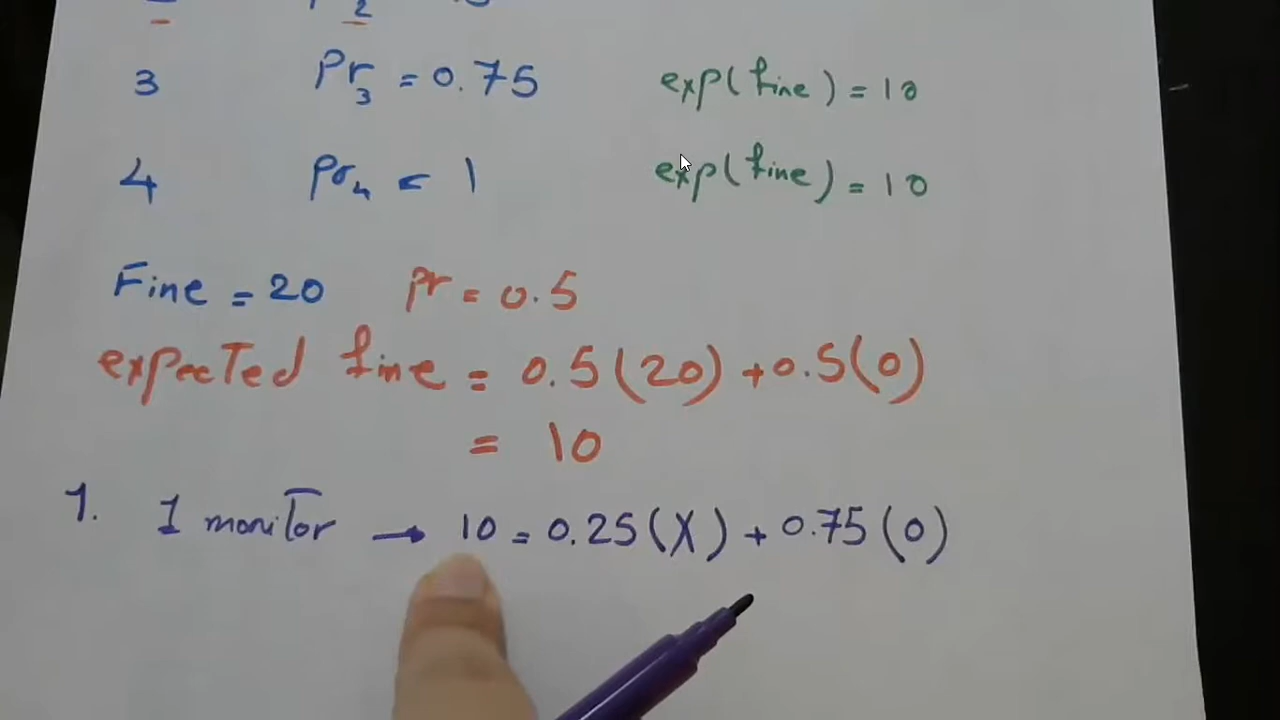 2
3 Pr3 = 0.75 exp(fine) = 10
4 Pr4 = 1 exp(fine) = 10
Fine = 20 Pr = 0.5
expected fine = 0.5(20) + 0.5(0)
= 10
1. 1 monitor → 10 = 0.25(X) + 0.75(0)